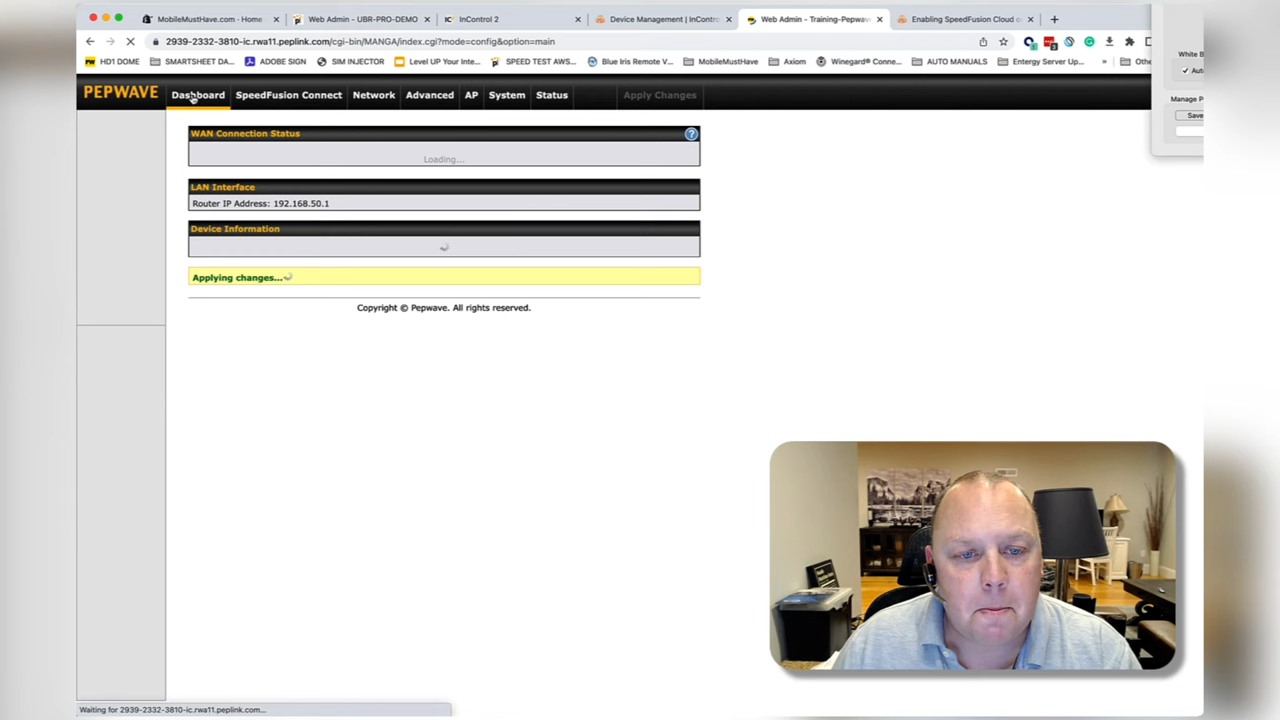 MobileMustHave.com - Home
Web Admin - UBR-PRO-DEMO
InControl 2
Device Management | InContro
Web Admin - Training-Pepwav
Enabling SpeedFusion Cloud o
2939-2332-3810-ic.rwa11.peplink.com/cgi-bin/MANGA/index.cgi?mode=config&option=main
HD1 DOME
SMARTSHEET DA...
ADOBE SIGN
SIM INJECTOR
Level UP Your Inte...
SPEED TEST AWS...
Blue Iris Remote V...
MobileMustHave
Axiom
Winegard® Conne...
AUTO MANUALS
Entergy Server Up...
»
Othe
White B
Auto
Manage P
Save
PEPWAVE
Dashboard
SpeedFusion Connect
Network
Advanced
AP
System
Status
Apply Changes
WAN Connection Status
?
Loading...
LAN Interface
Router IP Address: 192.168.50.1
Device Information
Applying changes...
Copyright © Pepwave. All rights reserved.
Waiting for 2939-2332-3810-ic.rwa11.peplink.com...